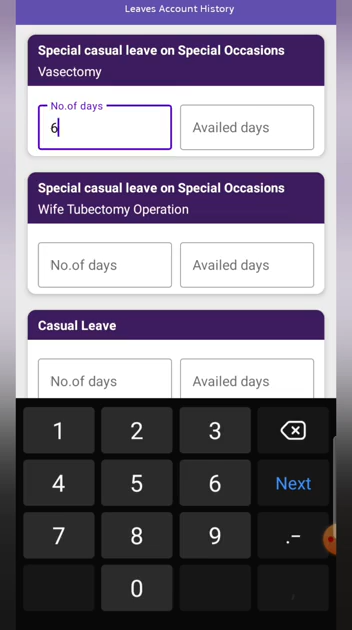 Leaves Account History
Special casual leave on Special Occasions
Vasectomy
No.of days
6
Availed days
Special casual leave on Special Occasions
Wife Tubectomy Operation
No.of days
Availed days
Casual Leave
No.of days
Availed days
1 2 3
4 5 6 Next
7 8 9 .-
0 ,